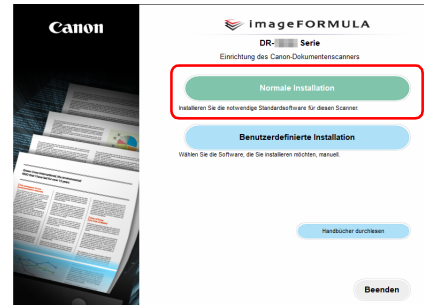 Canon
imageFORMULA
DR- Serie
Einrichtung des Canon-Dokumentenscanners
Normale Installation
Installieren Sie die notwendige Standardsoftware für diesen Scanner.
Benutzerdefinierte Installation
Wählen Sie die Software, die Sie installieren möchten, manuell.
Handbücher durchlesen
Beenden